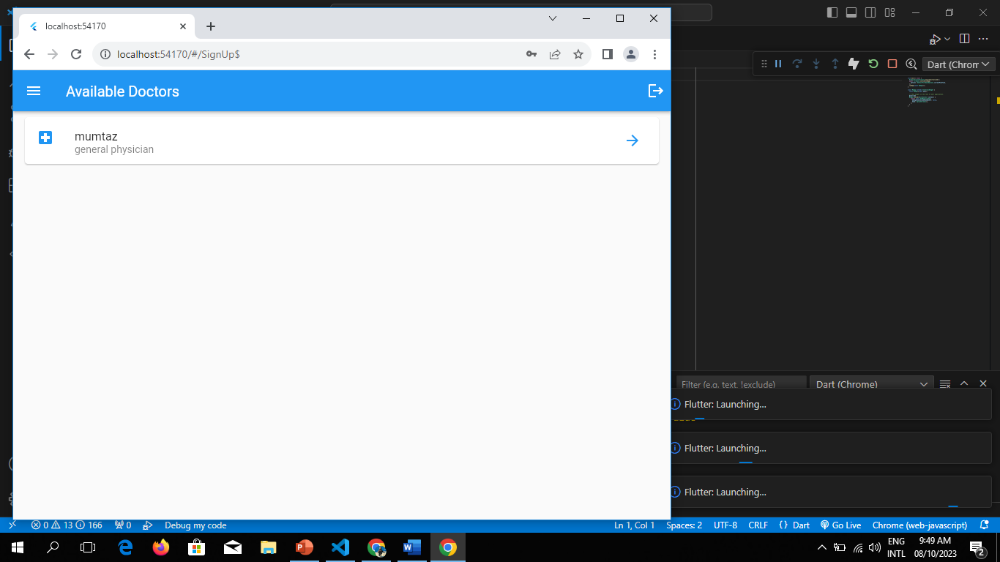 localhost:54170
localhost:54170/#/SignUp$
Available Doctors
mumtaz
general physician
Dart (Chrom
Filter (e.g. text, !exclude)
Dart (Chrome)
Flutter: Launching...
Flutter: Launching...
Flutter: Launching...
0 13 166
0
Debug my code
Ln 1, Col 1
Spaces: 2
UTF-8
CRLF
{ } Dart
Go Live
Chrome (web-javascript)
ENG
INTL
9:49 AM
08/10/2023
2